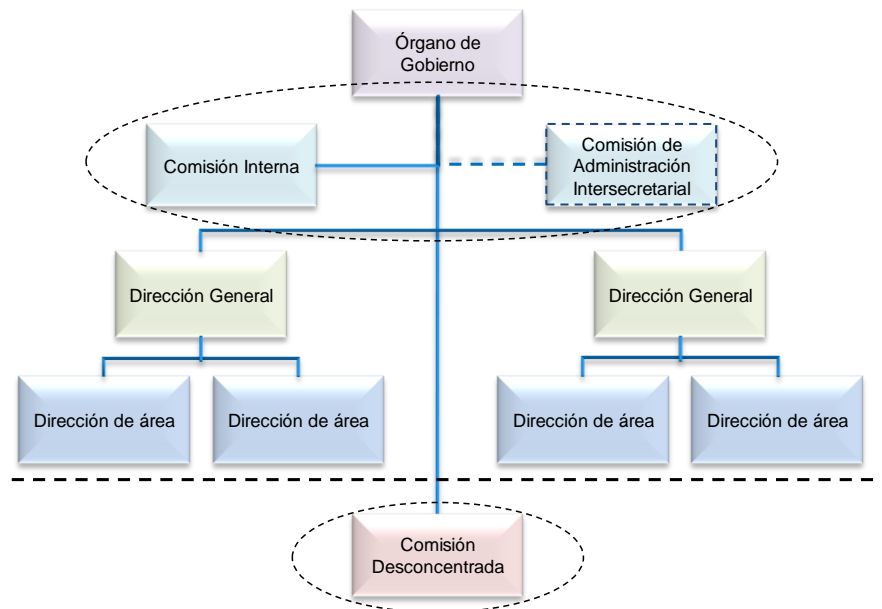 Órgano de
Gobierno
Comisión Interna
Comisión de
Administración
Intersecretarial
Dirección General
Dirección General
Dirección de área
Dirección de área
Dirección de área
Dirección de área
Comisión
Desconcentrada